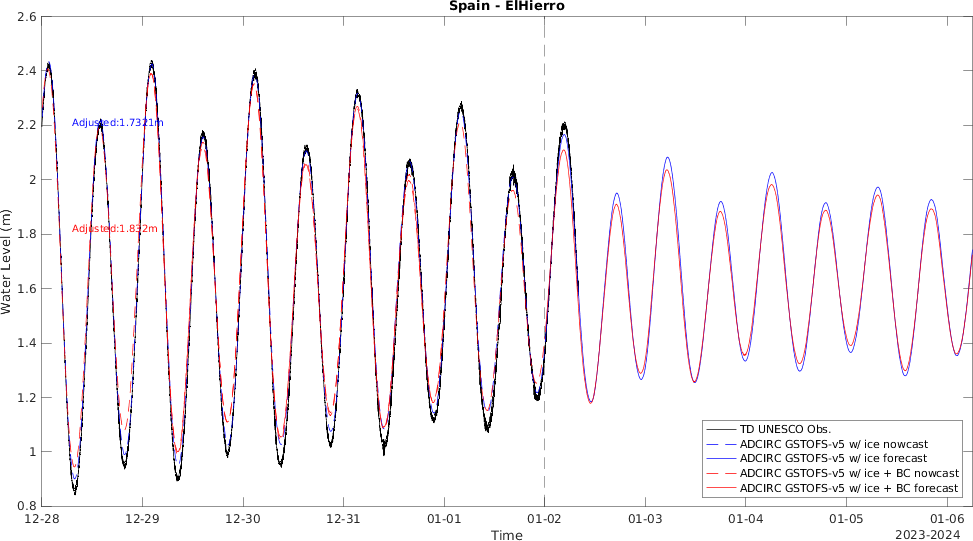 Spain - ElHierro
2.6
2.4
2.2
2
1.8
1.6
1.4
1.2
1
0.8
Water Level (m)
Adjusted:1.7321m
Adjusted:1.832m
TD UNESCO Obs.
ADCIRC GSTOFS-v5 w/ ice nowcast
ADCIRC GSTOFS-v5 w/ ice forecast
ADCIRC GSTOFS-v5 w/ ice + BC nowcast
ADCIRC GSTOFS-v5 w/ ice + BC forecast
12-28 12-29 12-30 12-31 01-01 01-02 01-03 01-04 01-05 01-06
Time
2023-2024